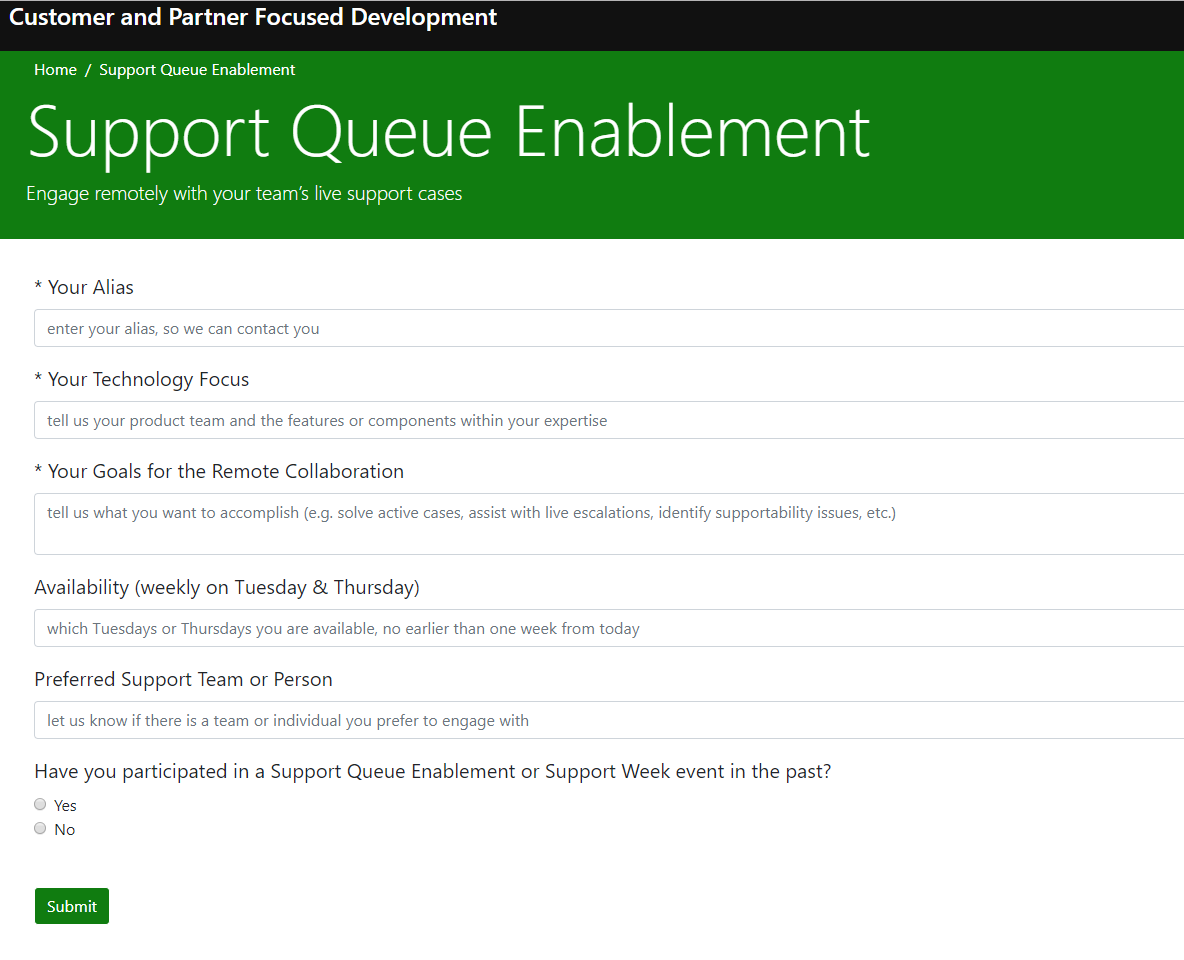 Customer and Partner Focused Development
Home / Support Queue Enablement
Support Queue Enablement
Engage remotely with your team’s live support cases
* Your Alias
enter your alias, so we can contact you
* Your Technology Focus
tell us your product team and the features or components within your expertise
* Your Goals for the Remote Collaboration
tell us what you want to accomplish (e.g. solve active cases, assist with live escalations, identify supportability issues, etc.)
Availability (weekly on Tuesday & Thursday)
which Tuesdays or Thursdays you are available, no earlier than one week from today
Preferred Support Team or Person
let us know if there is a team or individual you prefer to engage with
Have you participated in a Support Queue Enablement or Support Week event in the past?
Yes
No
Submit